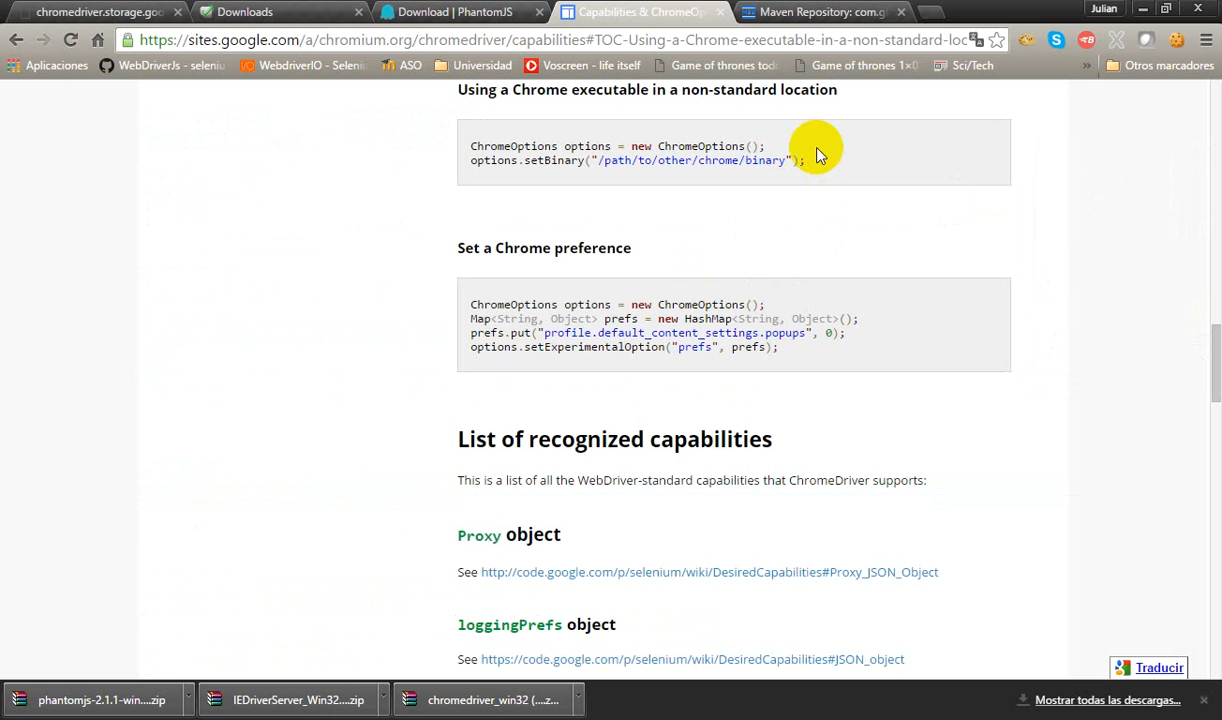 chromedriver.storage.goo
Downloads
Download | PhantomJS
Capabilities & ChromeOp
Maven Repository: com.g
Julian
https://sites.google.com/a/chromium.org/chromedriver/capabilities#TOC-Using-a-Chrome-executable-in-a-non-standard-loc
Aplicaciones
WebDriverJs - seleniu
WebdriverIO - Seleniu
ASO
Universidad
Voscreen - life itself
Game of thrones todo
Game of thrones 1×0
Sci/Tech
»
Otros marcadores
Using a Chrome executable in a non-standard location
ChromeOptions options = new ChromeOptions();
options.setBinary("/path/to/other/chrome/binary");
Set a Chrome preference
ChromeOptions options = new ChromeOptions();
Map<String, Object> prefs = new HashMap<String, Object>();
prefs.put("profile.default_content_settings.popups", 0);
options.setExperimentalOption("prefs", prefs);
List of recognized capabilities
This is a list of all the WebDriver-standard capabilities that ChromeDriver supports:
Proxy object
See http://code.google.com/p/selenium/wiki/DesiredCapabilities#Proxy_JSON_Object
loggingPrefs object
See https://code.google.com/p/selenium/wiki/DesiredCapabilities#JSON_object
Traducir
phantomjs-2.1.1-win....zip
IEDriverServer_Win32....zip
chromedriver_win32 (....z...
Mostrar todas las descargas...